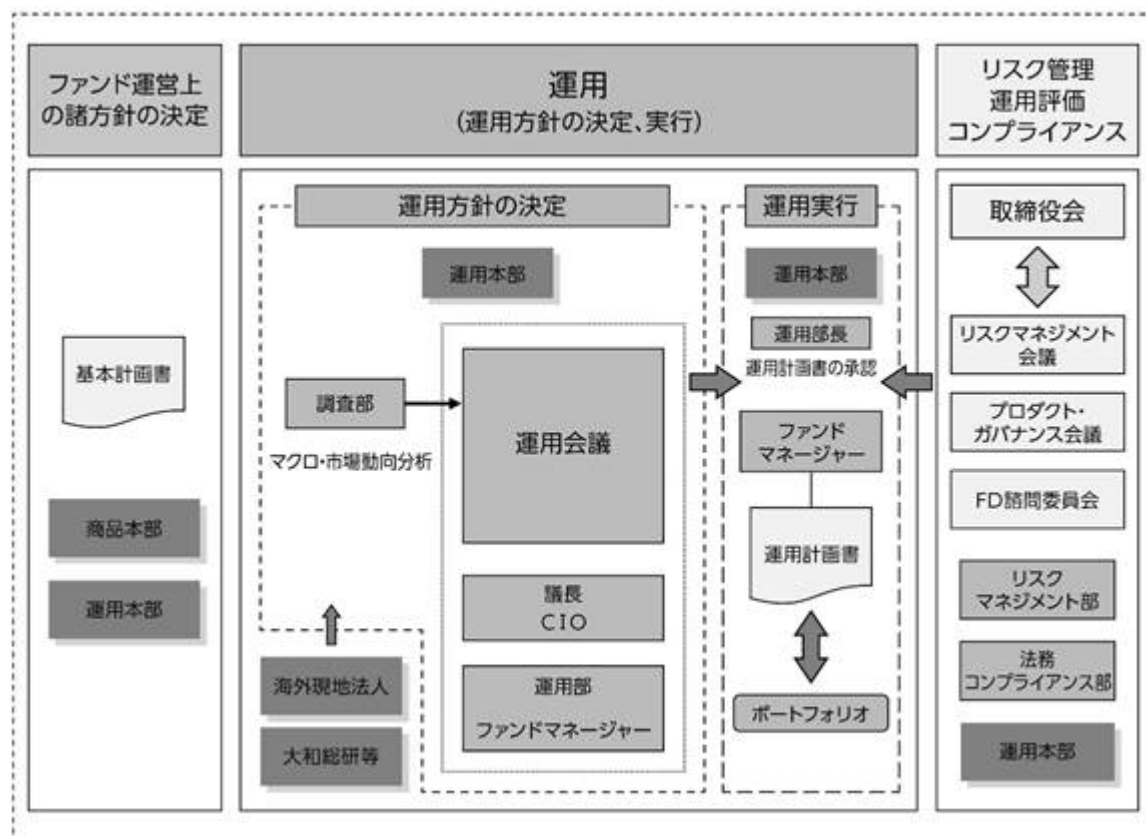 ファンド運営上
の諸方針の決定
運用
(運用方針の決定、実行)
リスク管理
運用評価
コンプライアンス
基本計画書
商品本部
運用本部
運用方針の決定
運用本部
調査部
マクロ・市場動向分析
運用会議
議長
CIO
運用部
ファンドマネージャー
海外現地法人
大和総研等
運用実行
運用本部
運用部長
運用計画書の承認
ファンド
マネージャー
運用計画書
ポートフォリオ
取締役会
リスクマネジメント
会議
プロダクト・
ガバナンス会議
FD諮問委員会
リスク
マネジメント部
法務
コンプライアンス部
運用本部